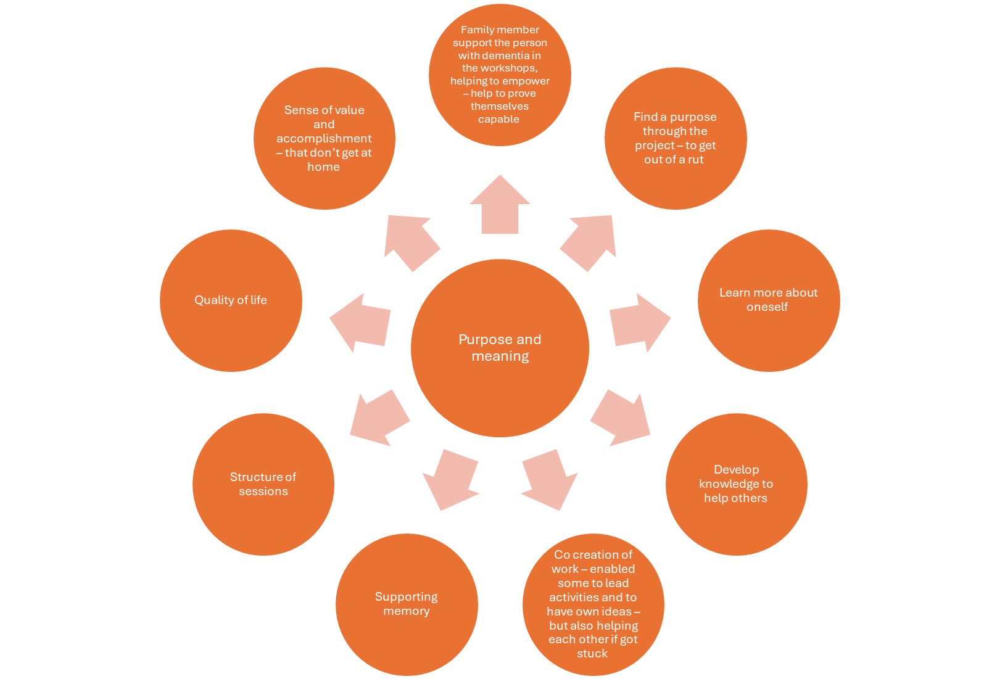 Family member
support the person
with dementia in
the workshops,
helping to empower
– help to prove
themselves
capable
Find a purpose
through the
project – to get
out of a rut
Learn more about
oneself
Develop
knowledge to
help others
Co creation of
work – enabled
some to lead
activities and to
have own ideas –
but also helping
each other if got
stuck
Supporting
memory
Structure of
sessions
Quality of life
Sense of value
and
accomplishment
– that don’t get at
home
Purpose and
meaning